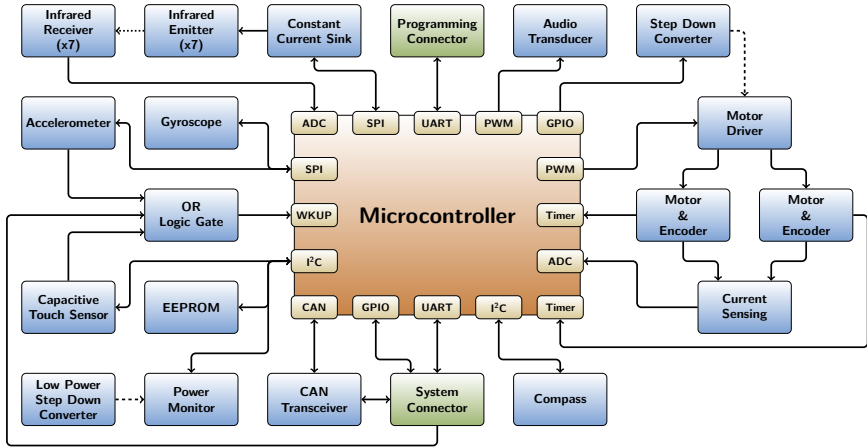 Infrared
Receiver
(x7)
Infrared
Emitter
(x7)
Constant
Current Sink
Programming
Connector
Audio
Transducer
Step Down
Converter
Accelerometer
Gyroscope
ADC
SPI
UART
PWM
GPIO
Motor
Driver
SPI
PWM
OR
Logic Gate
WKUP
Microcontroller
Timer
Motor
&
Encoder
Motor
&
Encoder
I²C
ADC
Capacitive
Touch Sensor
EEPROM
CAN
GPIO
UART
I²C
Timer
Current
Sensing
Low Power
Step Down
Converter
Power
Monitor
CAN
Transceiver
System
Connector
Compass